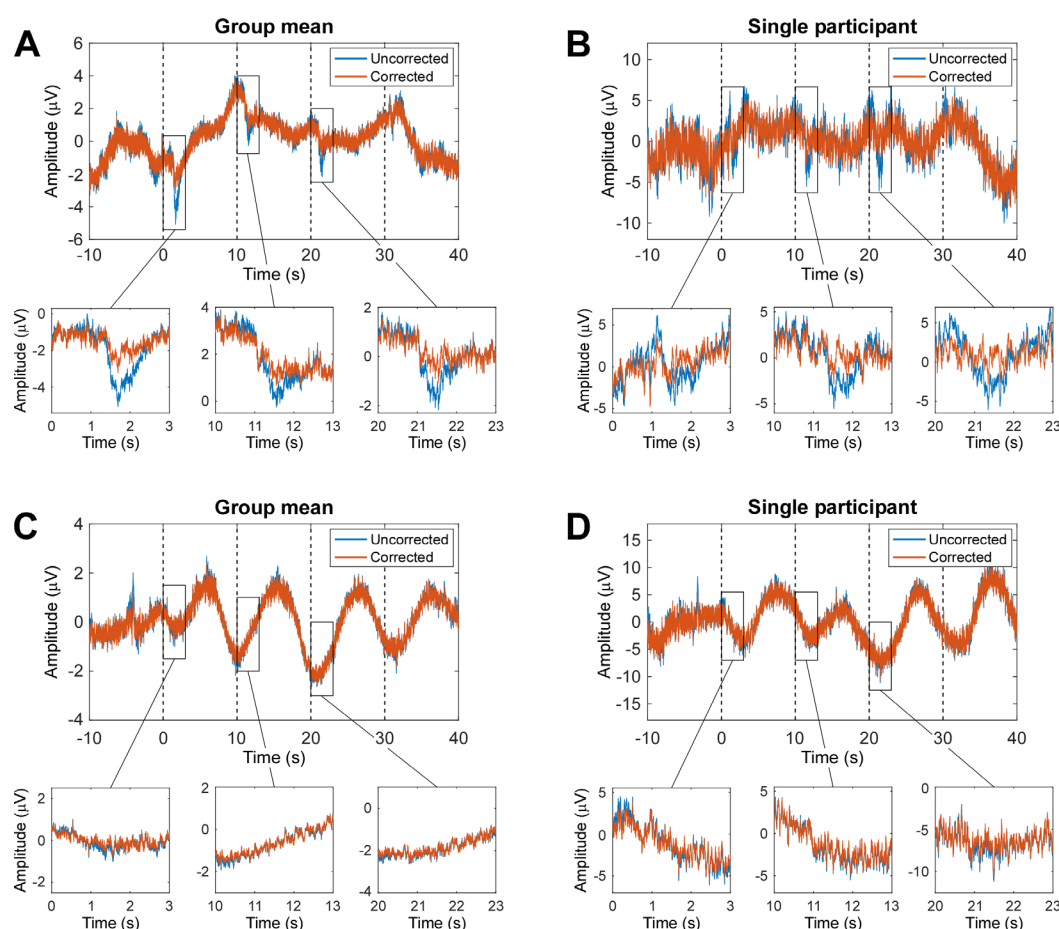 A
Group mean
Amplitude (μV)
6
4
2
0
-2
-4
-6
Uncorrected
Corrected
-10 0 10 20 30 40
Time (s)
Amplitude (μV)
0
-2
-4
0 1 2 3
Time (s)
4
2
0
10 11 12 13
Time (s)
2
0
-2
20 21 22 23
Time (s)
B
Single participant
Amplitude (μV)
10
5
0
-5
-10
Uncorrected
Corrected
-10 0 10 20 30 40
Time (s)
Amplitude (μV)
5
0
-5
0 1 2 3
Time (s)
5
0
-5
10 11 12 13
Time (s)
5
0
-5
20 21 22 23
Time (s)
C
Group mean
Amplitude (μV)
4
2
0
-2
-4
Uncorrected
Corrected
-10 0 10 20 30 40
Time (s)
Amplitude (μV)
2
0
-2
0 1 2 3
Time (s)
2
0
-2
10 11 12 13
Time (s)
0
-2
-4
20 21 22 23
Time (s)
D
Single participant
Amplitude (μV)
15
10
5
0
-5
-10
-15
Uncorrected
Corrected
-10 0 10 20 30 40
Time (s)
Amplitude (μV)
5
0
-5
0 1 2 3
Time (s)
5
0
-5
10 11 12 13
Time (s)
0
-5
-10
20 21 22 23
Time (s)